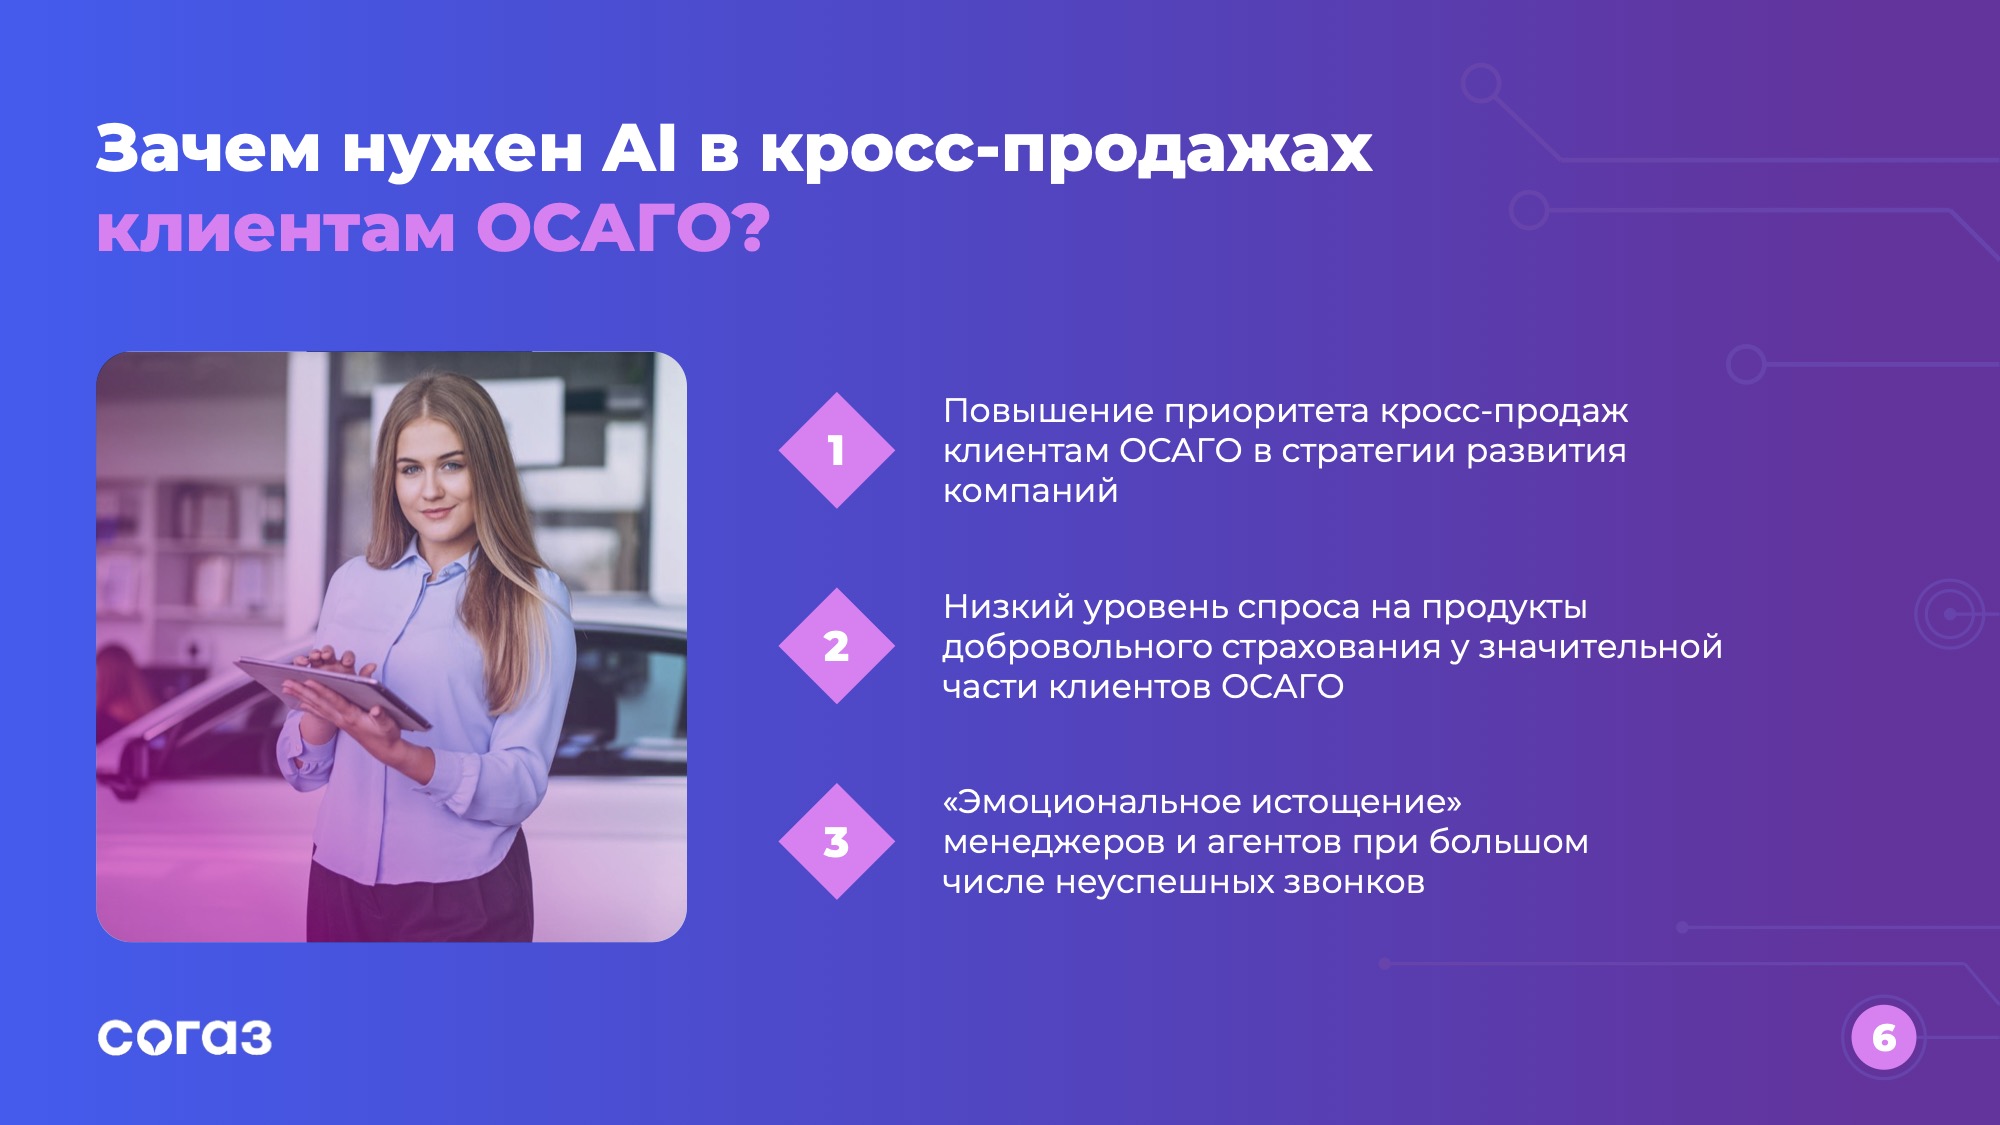 Зачем нужен AI в кросс-продажах
клиентам ОСАГО?
1
Повышение приоритета кросс-продаж
клиентам ОСАГО в стратегии развития
компаний
2
Низкий уровень спроса на продукты
добровольного страхования у значительной
части клиентов ОСАГО
3
«Эмоциональное истощение»
менеджеров и агентов при большом
числе неуспешных звонков
согаз
6